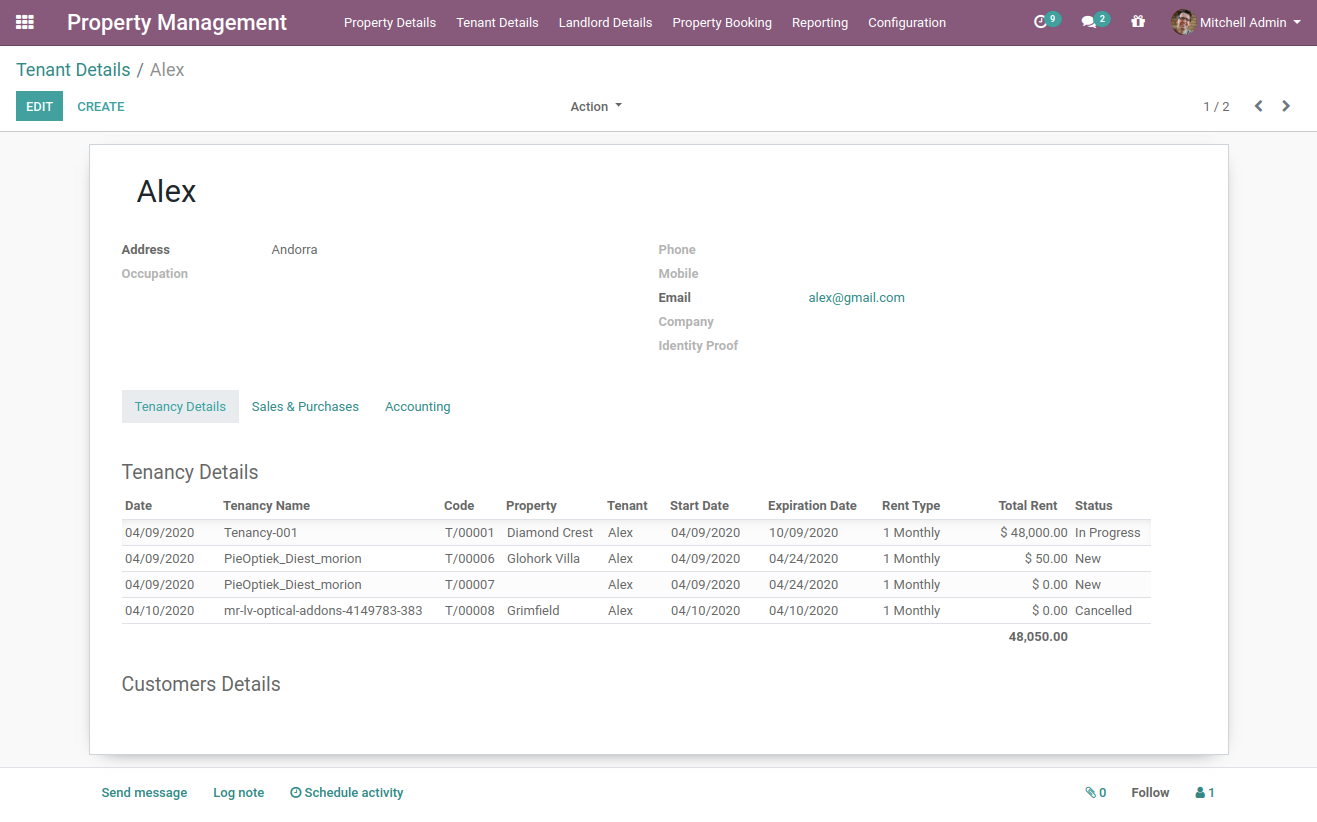 Property Management Property Details Tenant Details Landlord Details Property Booking Reporting Configuration 9 2 Mitchell Admin
Tenant Details / Alex
EDIT CREATE Action 1 / 2
Alex
Address Andorra Phone
Occupation Mobile
Email alex@gmail.com
Company
Identity Proof
Tenancy Details Sales & Purchases Accounting
Tenancy Details
Date Tenancy Name Code Property Tenant Start Date Expiration Date Rent Type Total Rent Status
04/09/2020 Tenancy-001 T/00001 Diamond Crest Alex 04/09/2020 10/09/2020 1 Monthly $ 48,000.00 In Progress
04/09/2020 PieOptiek_Diest_morion T/00006 Glohork Villa Alex 04/09/2020 04/24/2020 1 Monthly $ 50.00 New
04/09/2020 PieOptiek_Diest_morion T/00007 Alex 04/09/2020 04/24/2020 1 Monthly $ 0.00 New
04/10/2020 mr-lv-optical-addons-4149783-383 T/00008 Grimfield Alex 04/10/2020 04/10/2020 1 Monthly $ 0.00 Cancelled
48,050.00
Customers Details
Send message Log note Schedule activity 0 Follow 1